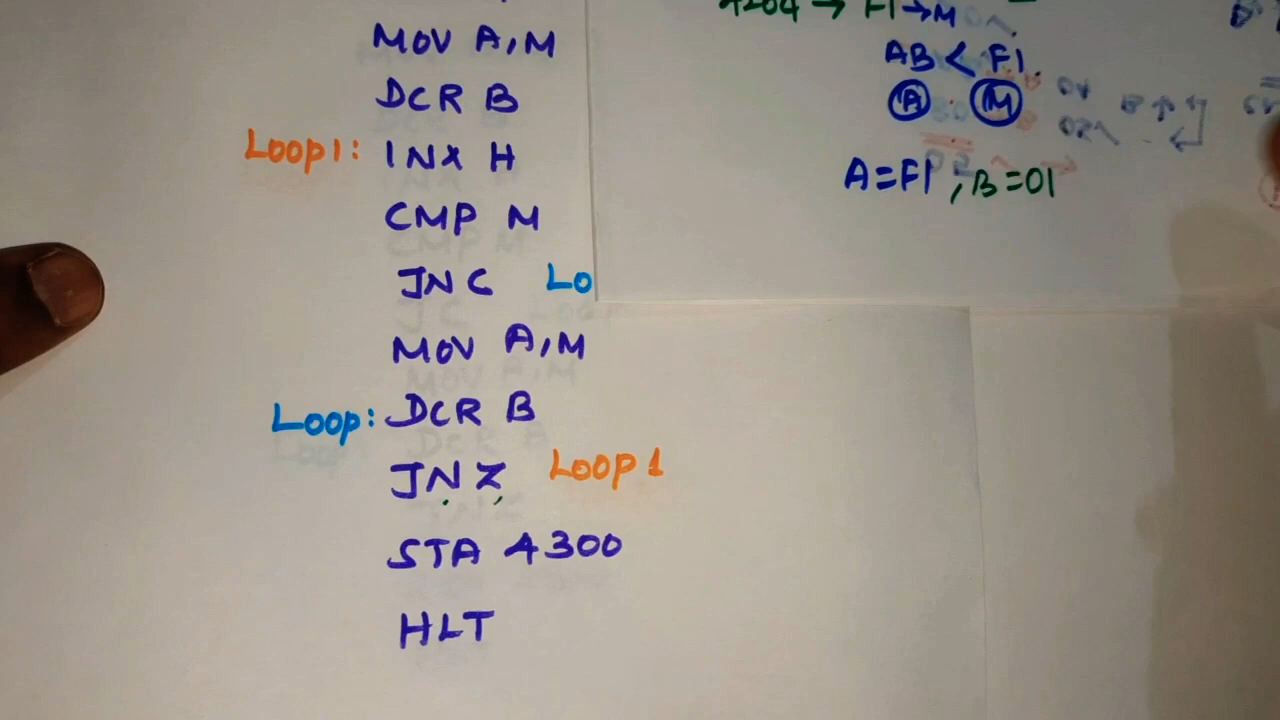 MOV A,M
DCR B
Loop1: INX H
CMP M
JNC LO
MOV A,M
Loop: DCR B
JNZ LOOP1
STA 4300
HLT
4204 → F1→M
AB < F1.
A M
A=F1, B=01